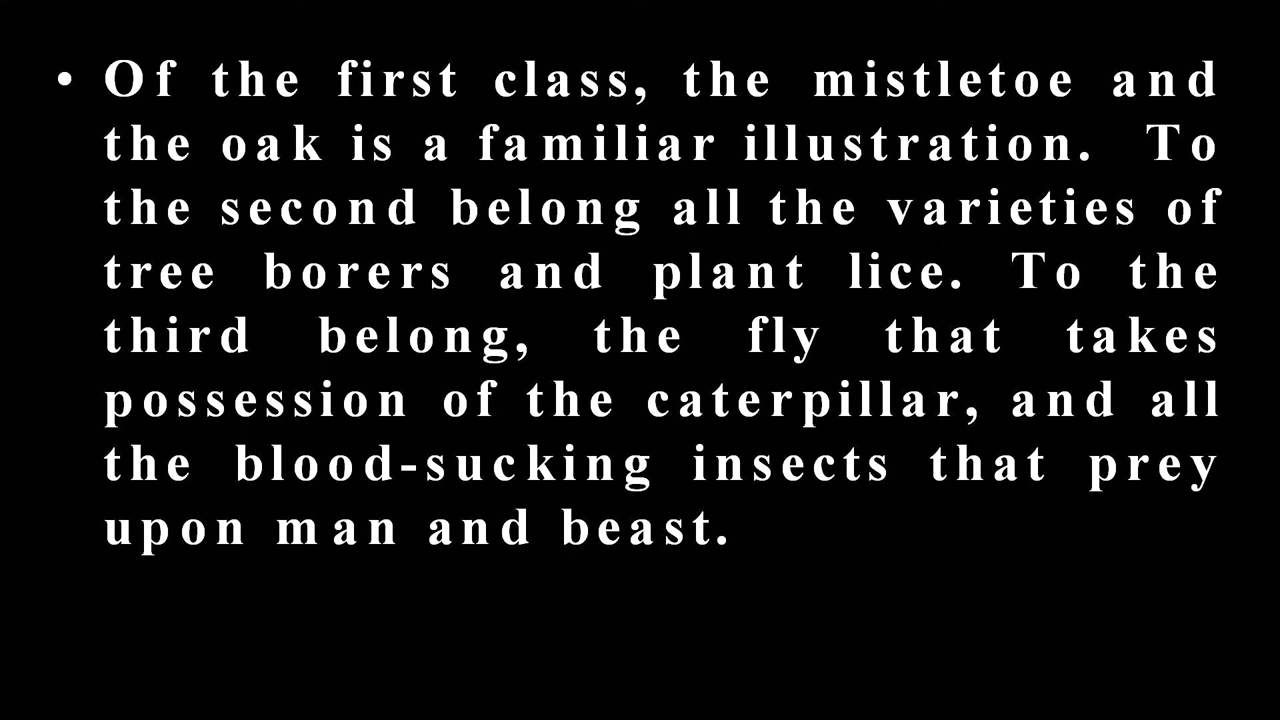 • Of the first class, the mistletoe and
the oak is a familiar illustration. To
the second belong all the varieties of
tree borers and plant lice. To the
third belong, the fly that takes
possession of the caterpillar, and all
the blood-sucking insects that prey
upon man and beast.